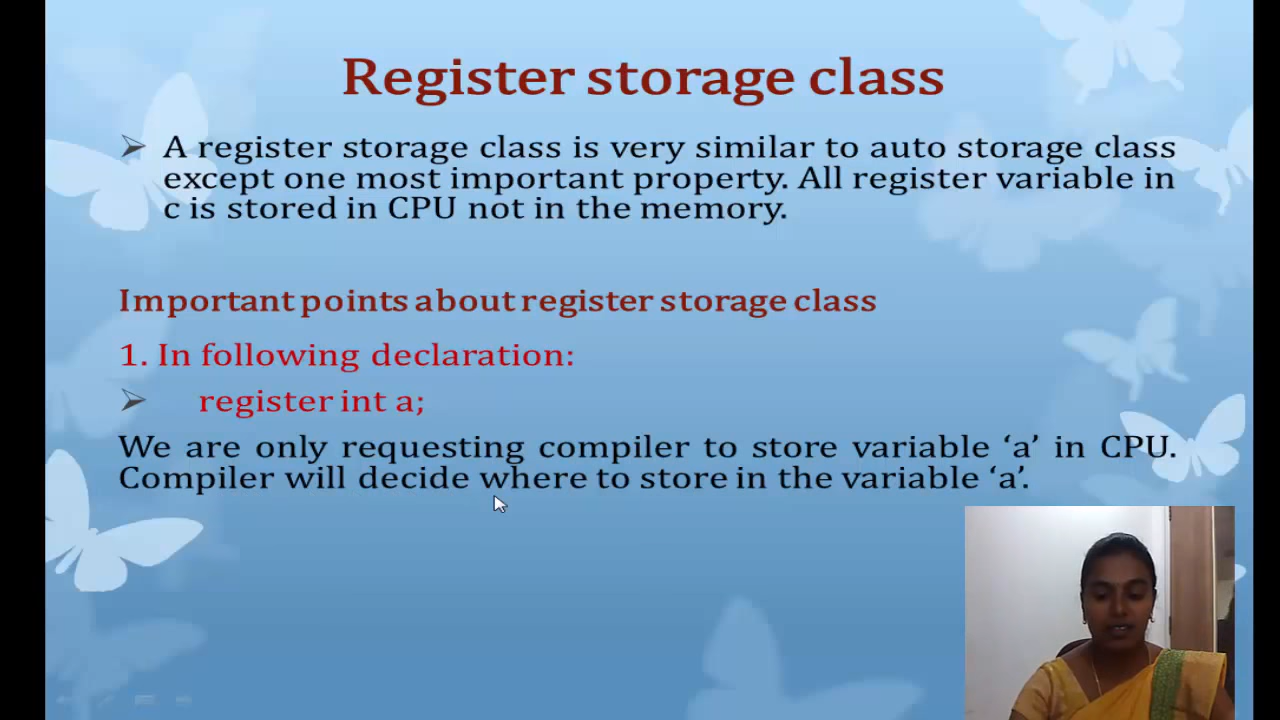 Register storage class
A register storage class is very similar to auto storage class
except one most important property. All register variable in
c is stored in CPU not in the memory.
Important points about register storage class
1. In following declaration:
register int a;
We are only requesting compiler to store variable ‘a’ in CPU.
Compiler will decide where to store in the variable ‘a’.